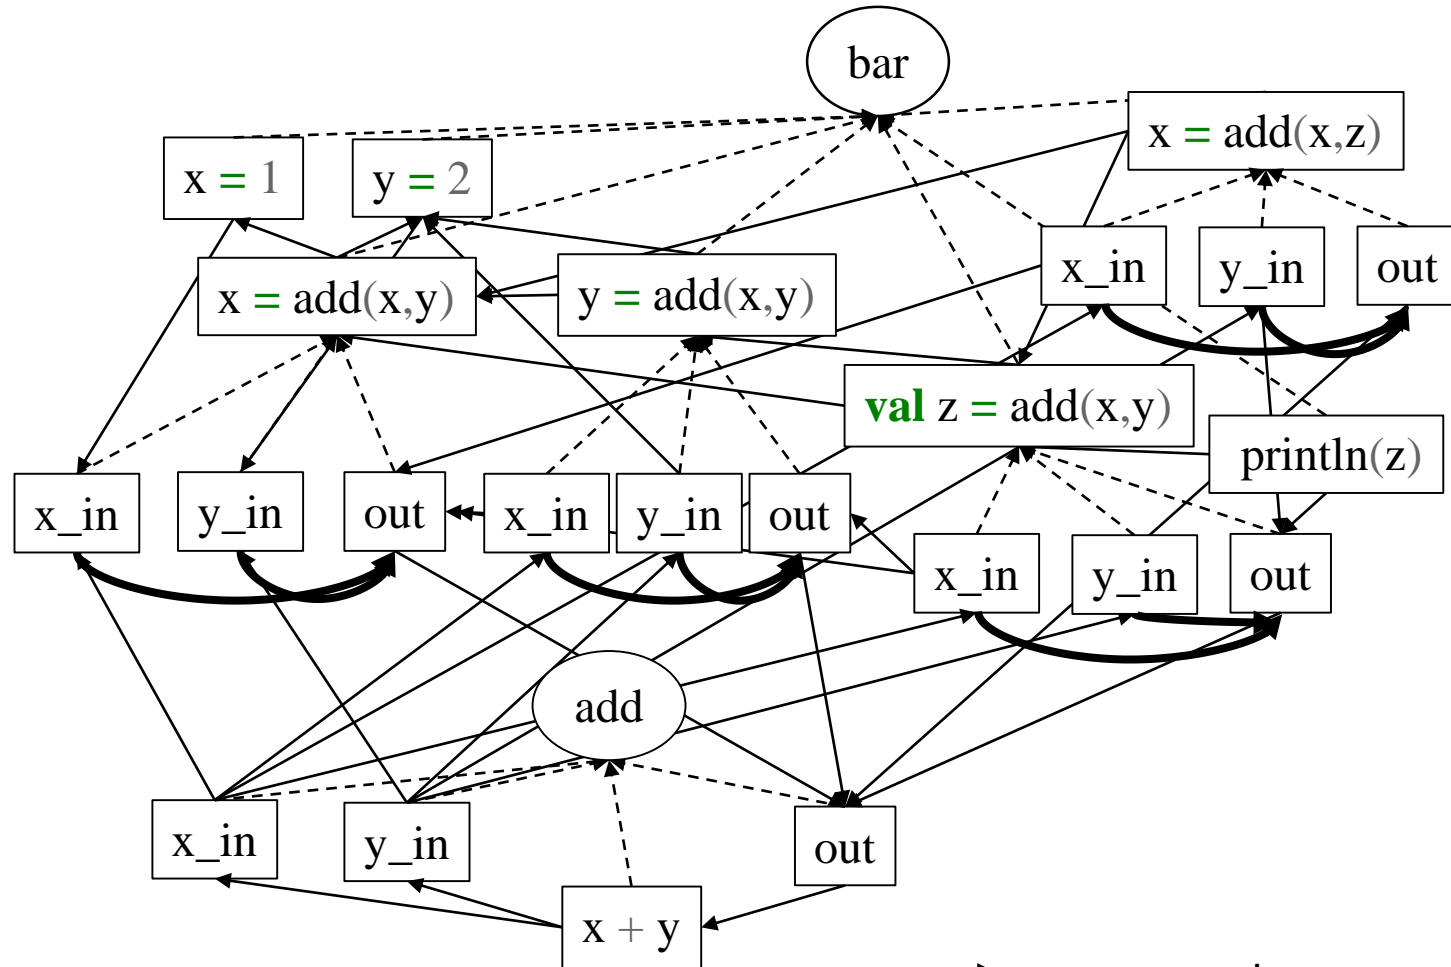 bar
x = add(x,z)
x = 1
y = 2
x_in
y_in
out
x = add(x,y)
y = add(x,y)
val z = add(x,y)
println(z)
x_in
y_in
out
x_in
y_in
out
x_in
y_in
out
add
x_in
y_in
out
x + y